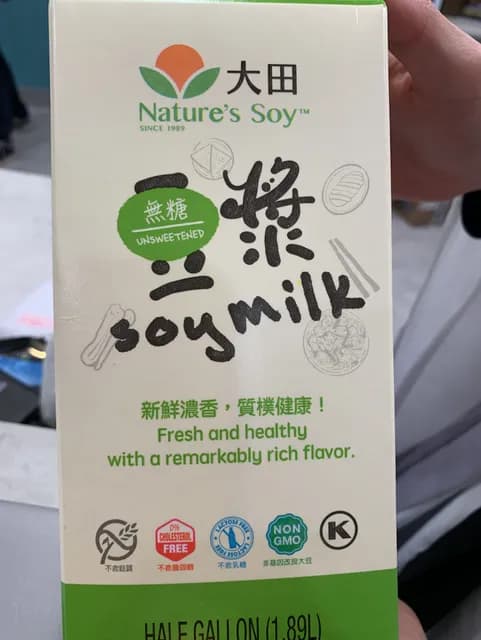 大田
Nature's Soy™
SINCE 1989
豆漿
無糖
UNSWEETENED
soymilk
新鮮濃香，質樸健康！
Fresh and healthy
with a remarkably rich flavor.
0%
CHOLESTEROL
FREE
LACTOSE FREE
LACTOSE FREE
NON
GMO
K
不含麩質 不含膽固醇 不含乳糖 非基因改良大豆
HALF GALLON (1.89L)